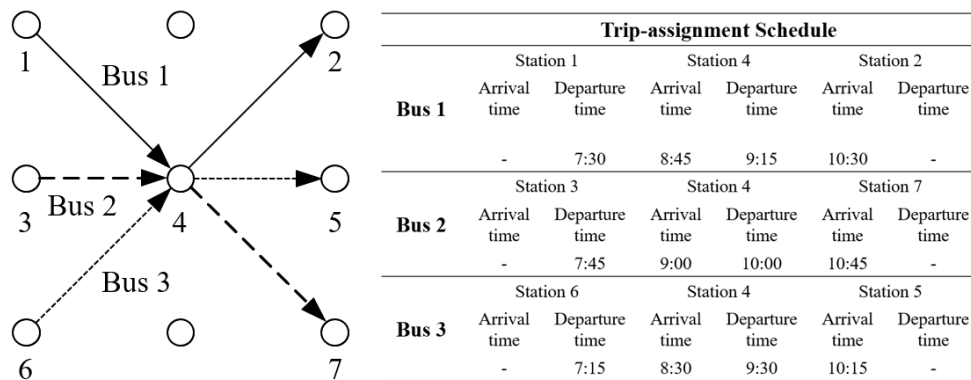 1
2
Bus 1
3
Bus 2
4
5
Bus 3
6
7
Trip-assignment Schedule
Station 1 Station 4 Station 2
Bus 1
Arrival time Departure time Arrival time Departure time Arrival time Departure time
- 7:30 8:45 9:15 10:30 -
Station 3 Station 4 Station 7
Bus 2
Arrival time Departure time Arrival time Departure time Arrival time Departure time
- 7:45 9:00 10:00 10:45 -
Station 6 Station 4 Station 5
Bus 3
Arrival time Departure time Arrival time Departure time Arrival time Departure time
- 7:15 8:30 9:30 10:15 -